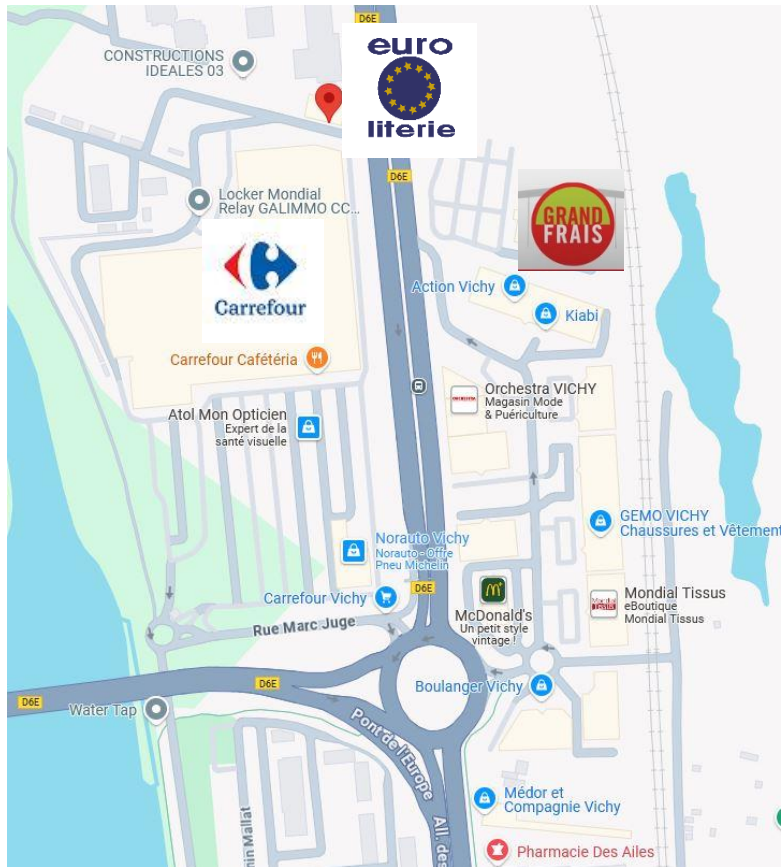 D6E
euro
literie
CONSTRUCTIONS
IDEALES 03
D6E
Locker Mondial
Relay GALIMMO CC...
GRAND
FRAIS
Carrefour
Action Vichy
Kiabi
Carrefour Cafétéria
Orchestra VICHY
Magasin Mode
& Puériculture
Atol Mon Opticien
Expert de la
santé visuelle
GEMO VICHY
Chaussures et Vêtement
Norauto Vichy
Norauto - Offre
Pneu Michelin
D6E
Carrefour Vichy
McDonald's
Un petit style
vintage !
Mondial Tissus
eBoutique
Mondial Tissus
Mondial
Tissus
Rue Marc Juge
D6E
D6E
Boulanger Vichy
Water Tap
Pont de l'Europe
Médor et
Compagnie Vichy
All. des
in Mallat
Pharmacie Des Ailes